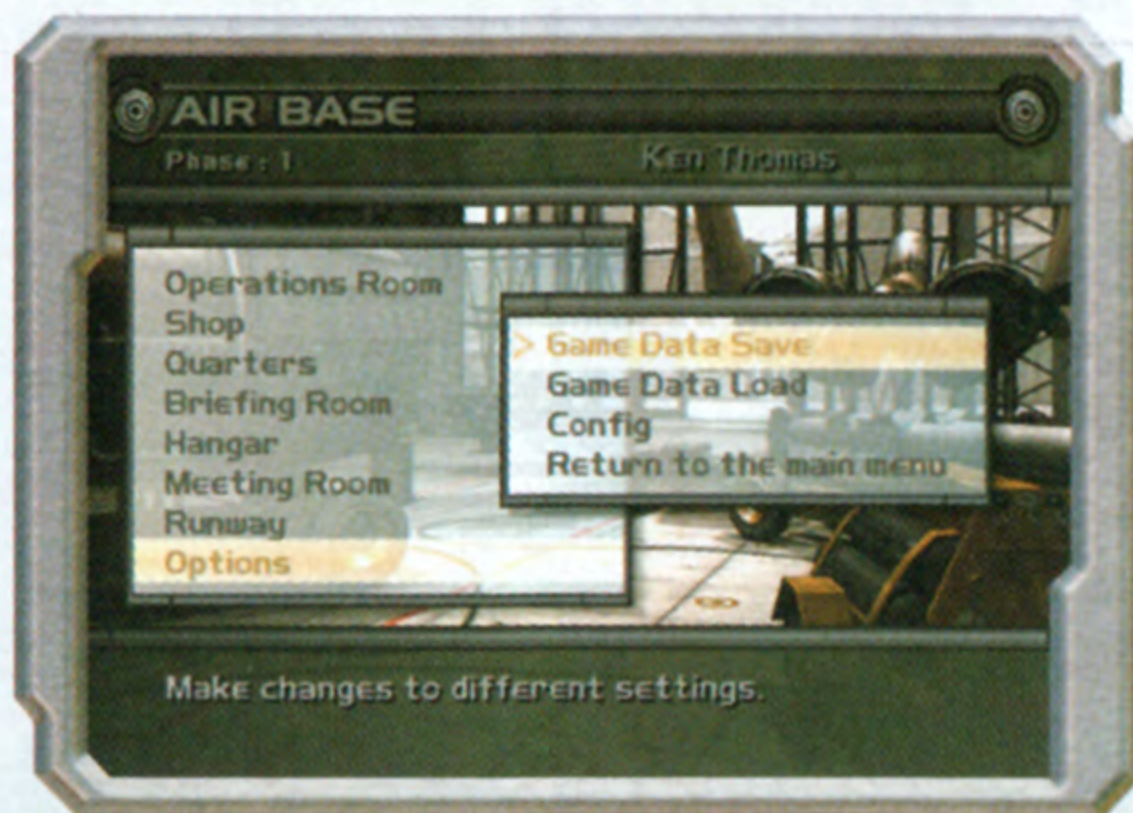 AIR BASE
Phase : 1
Ken Thomas
Operations Room
Shop
Quarters
Briefing Room
Hangar
Meeting Room
Runway
Options
> Game Data Save
Game Data Load
Config
Return to the main menu
Make changes to different settings.